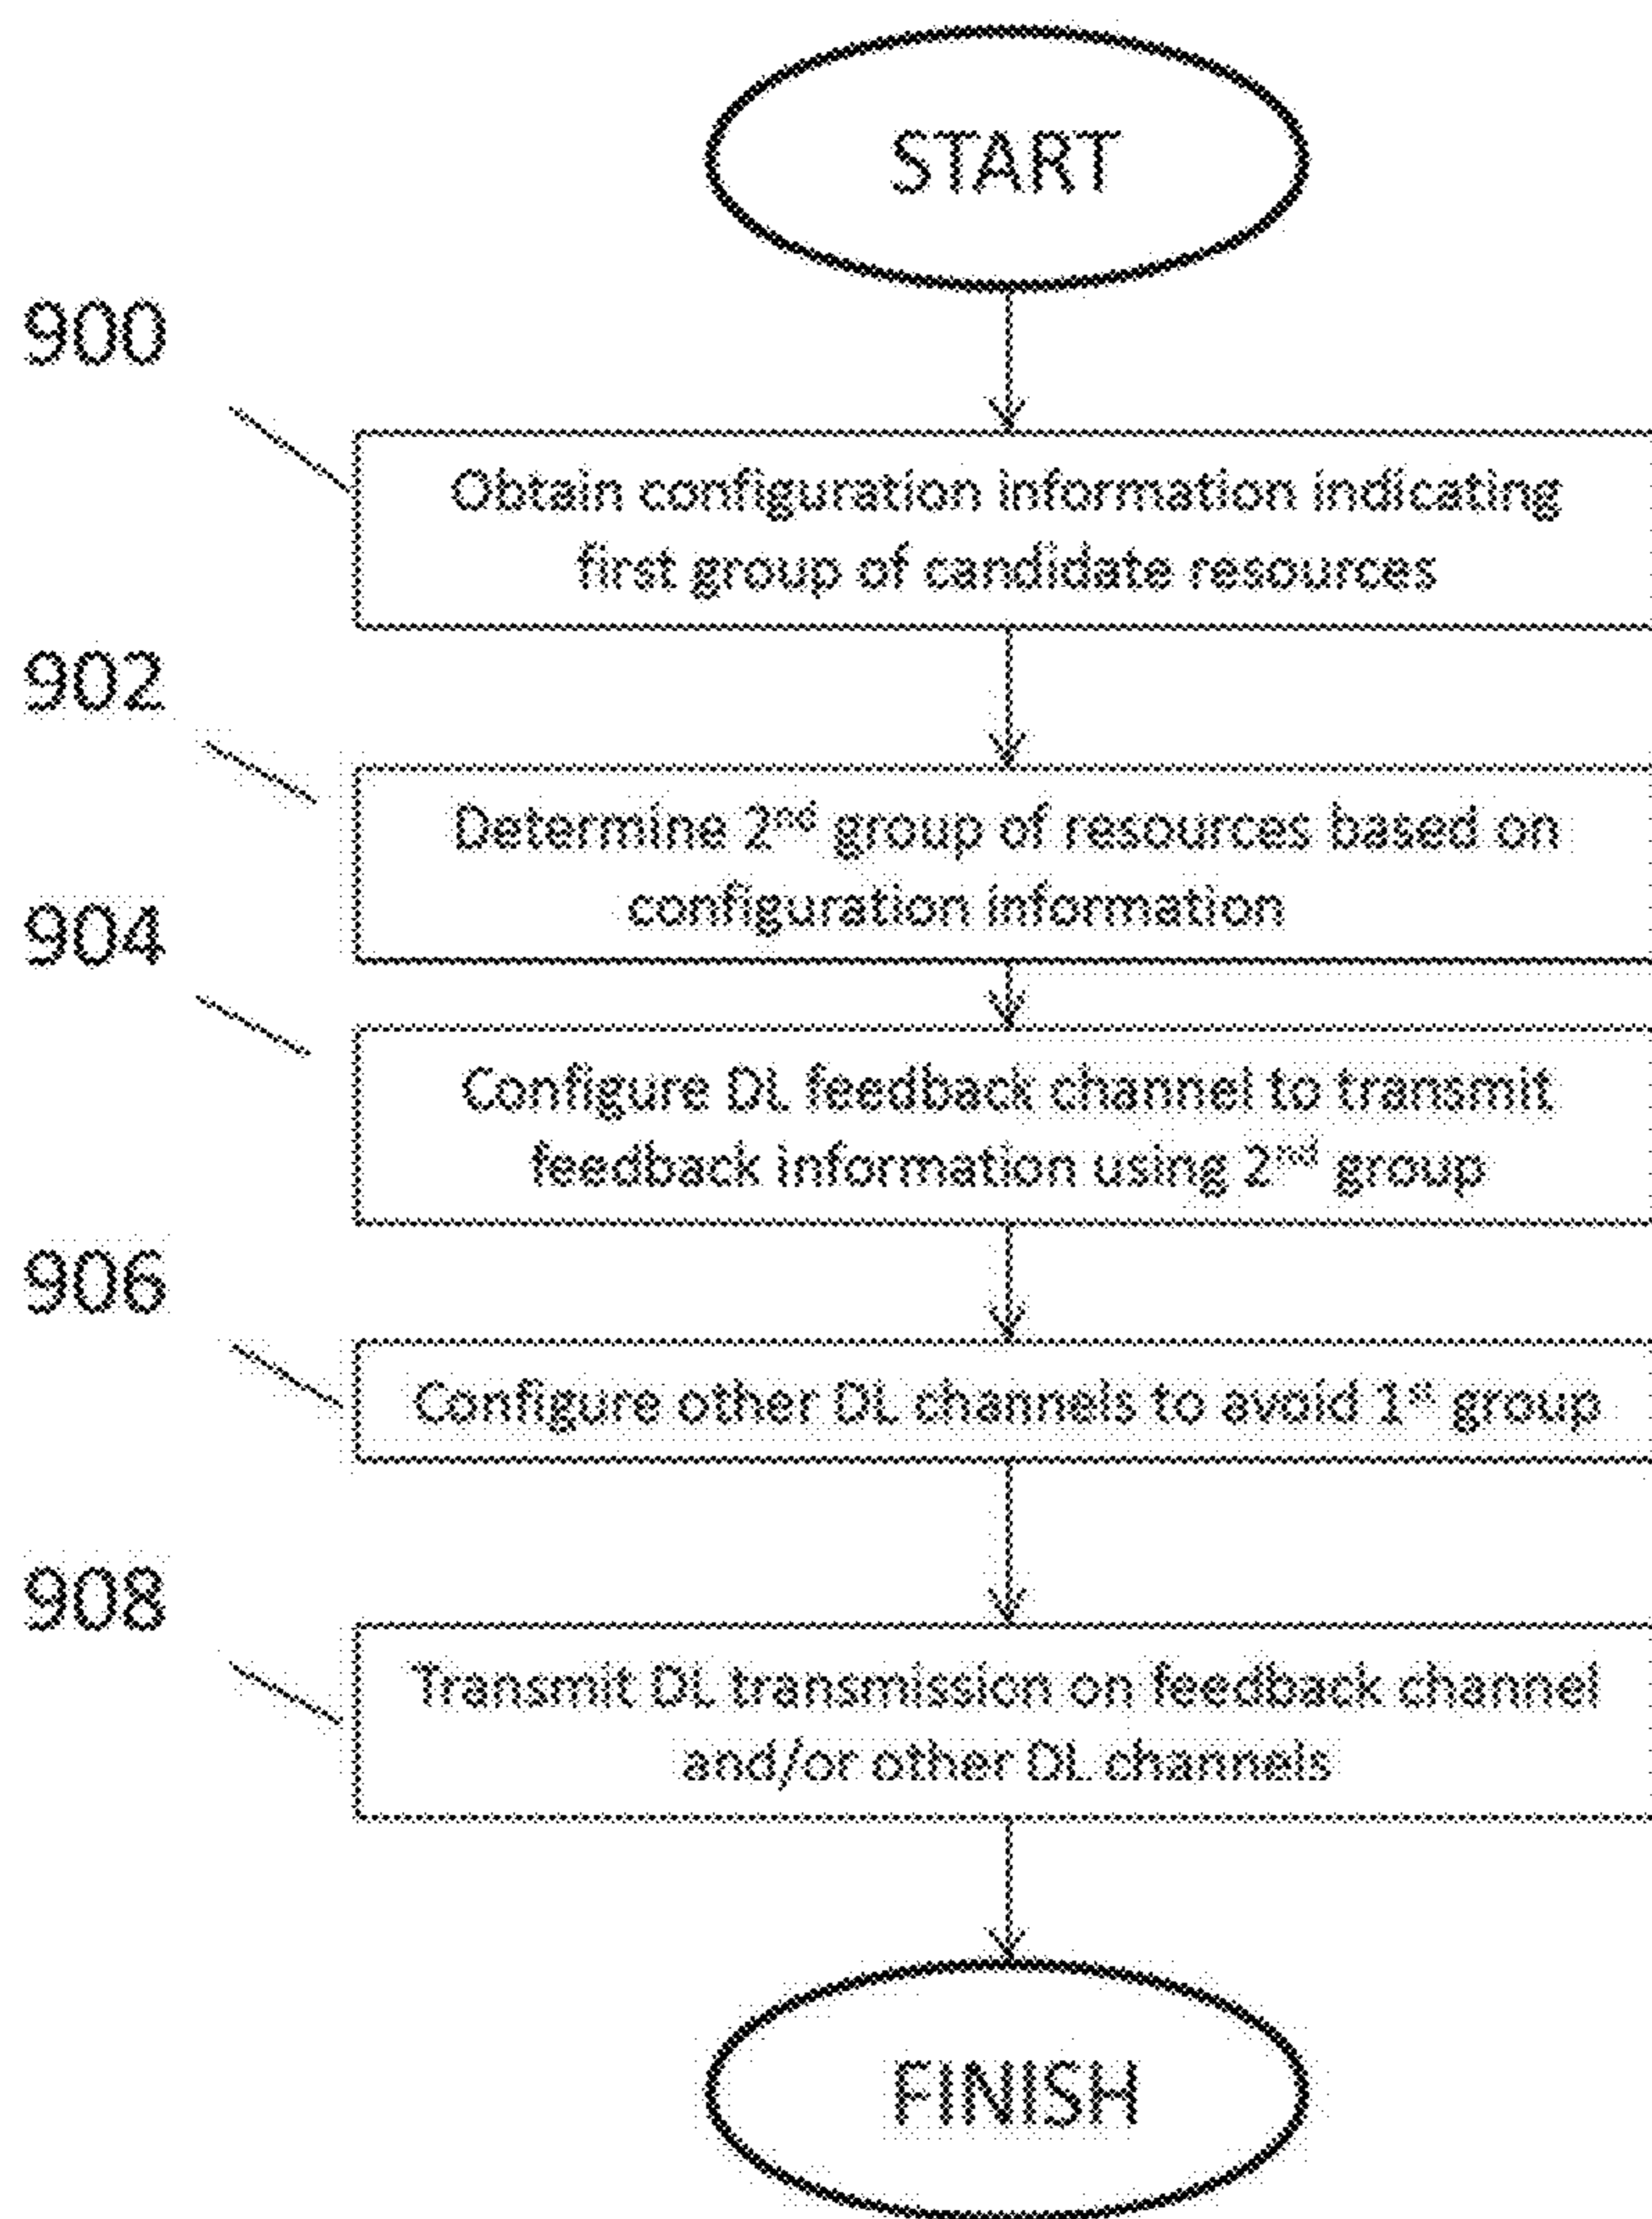 START
900
Obtain configuration information indicating
first group of candidate resources
902
Determine 2nd group of resources based on
configuration information
904
Configure DL feedback channel to transmit
feedback information using 2nd group
906
Configure other DL channels to avoid 1st group
908
Transmit DL transmission on feedback channel
and/or other DL channels
FINISH